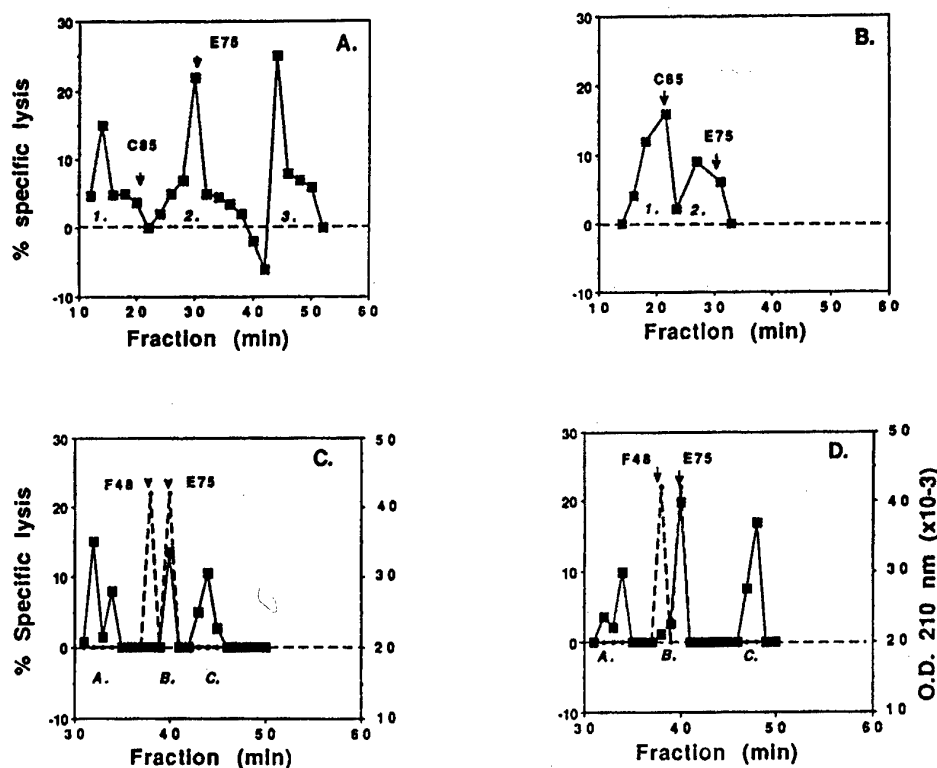 A.
E75
C85
1.
2.
3.
% specific lysis
30
20
10
0
-10
10
20
30
40
50
60
Fraction (min)
B.
C85
E75
1.
2.
30
20
10
0
-10
10
20
30
40
50
60
Fraction (min)
C.
F48
E75
A.
B.
C.
% Specific lysis
30
20
10
0
-10
50
40
30
20
10
30
40
50
60
Fraction (min)
D.
F48
E75
A.
B.
C.
30
20
10
0
-10
50
40
30
20
10
O.D. 210 nm (x10-3)
30
40
50
60
Fraction (min)